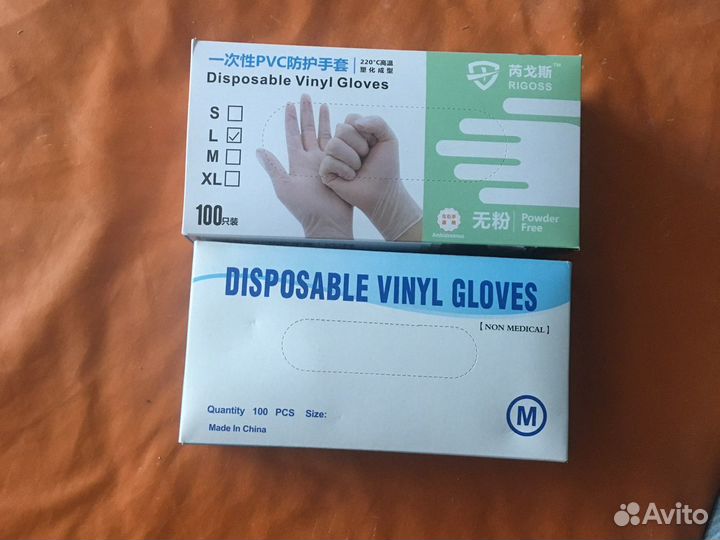 一次性PVC防护手套
220°C高温
塑化成型
Disposable Vinyl Gloves
芮戈斯™
RIGOSS
S
L
M
XL
100只装
无粉
Powder
Free
DISPOSABLE VINYL GLOVES
【NON MEDICAL】
Quantity 100 PCS Size:
M
Made In China
Avito